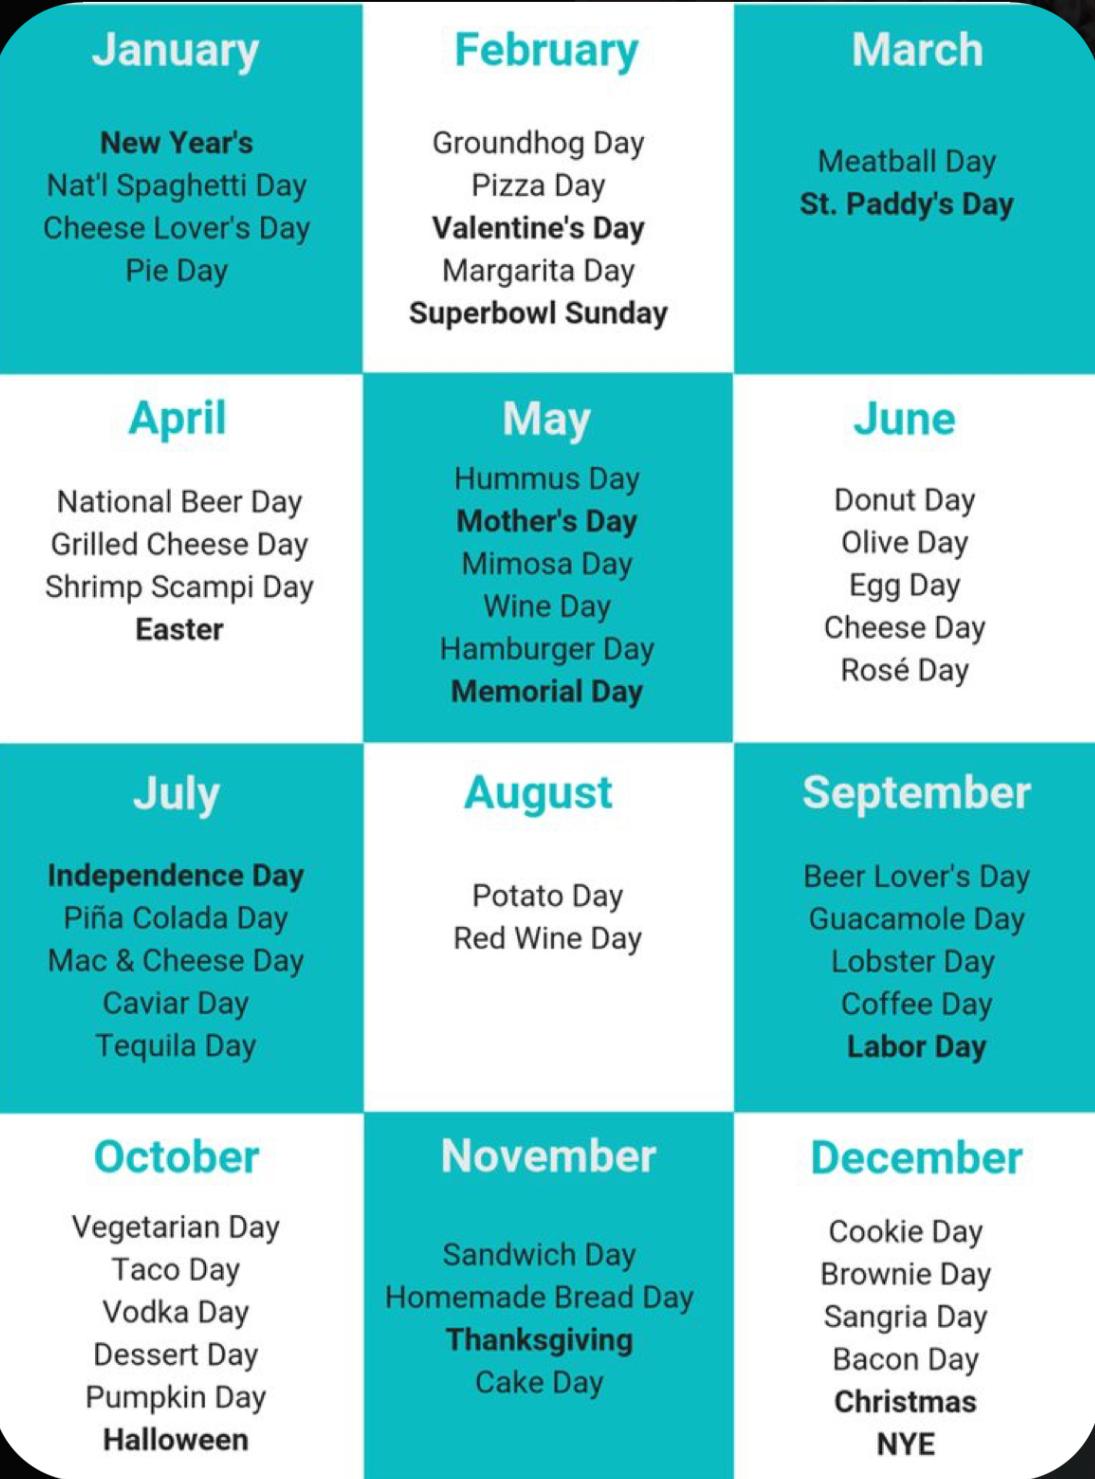 January
New Year's
Nat'l Spaghetti Day
Cheese Lover's Day
Pie Day
February
Groundhog Day
Pizza Day
Valentine's Day
Margarita Day
Superbowl Sunday
March
Meatball Day
St. Paddy's Day
April
National Beer Day
Grilled Cheese Day
Shrimp Scampi Day
Easter
May
Hummus Day
Mother's Day
Mimosa Day
Wine Day
Hamburger Day
Memorial Day
June
Donut Day
Olive Day
Egg Day
Cheese Day
Rosé Day
July
Independence Day
Piña Colada Day
Mac & Cheese Day
Caviar Day
Tequila Day
August
Potato Day
Red Wine Day
September
Beer Lover's Day
Guacamole Day
Lobster Day
Coffee Day
Labor Day
October
Vegetarian Day
Taco Day
Vodka Day
Dessert Day
Pumpkin Day
Halloween
November
Sandwich Day
Homemade Bread Day
Thanksgiving
Cake Day
December
Cookie Day
Brownie Day
Sangria Day
Bacon Day
Christmas
NYE